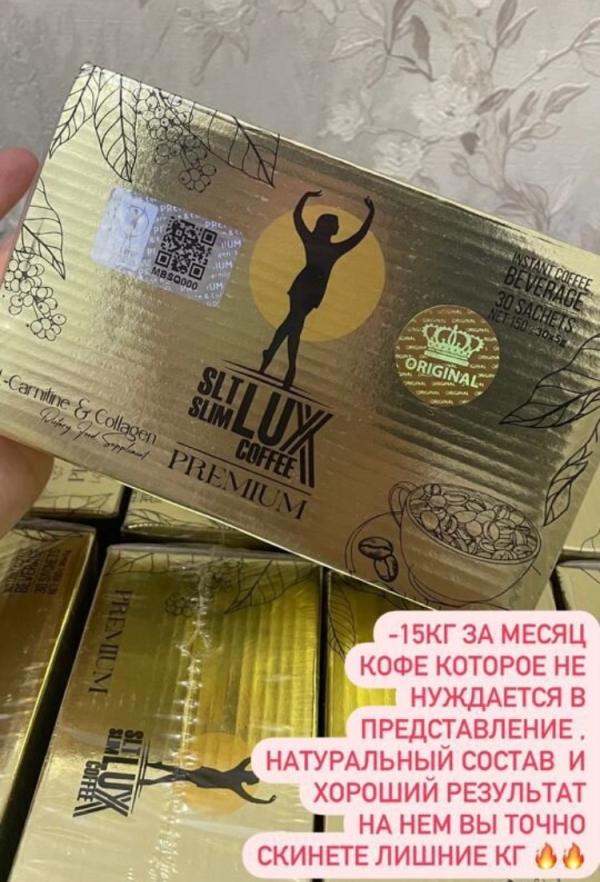 MBSQ000
INSTANT COFFEE
BEVERAGE
30 SACHETS
ORIGINAL
SLT
SLIM
LUXX
COFFEE
PREMIUM
L-Carnitine & Collagen
Dietary Food Supplement
PREMIUM
SLT
SLIM
LUXX
COFFEE
-15КГ ЗА МЕСЯЦ
КОФЕ КОТОРОЕ НЕ
НУЖДАЕТСЯ В
ПРЕДСТАВЛЕНИЕ ,
НАТУРАЛЬНЫЙ СОСТАВ И
ХОРОШИЙ РЕЗУЛЬТАТ
НА НЕМ ВЫ ТОЧНО
СКИНЕТЕ ЛИШНИЕ КГ 🔥🔥